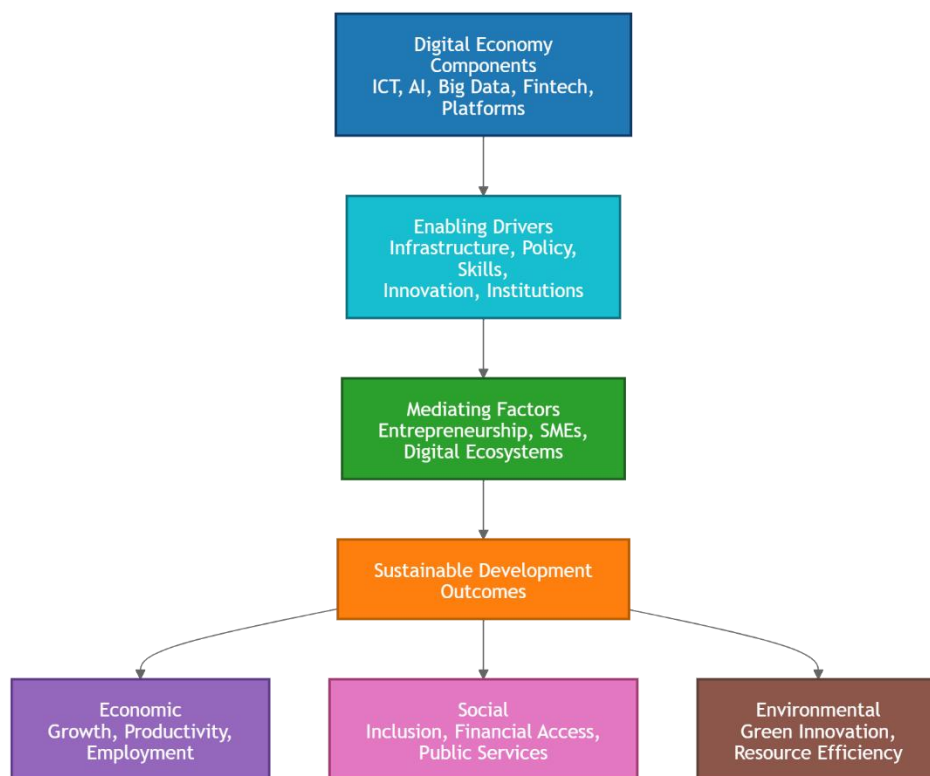 Digital Economy
Components
ICT, AI, Big Data, Fintech,
Platforms
Enabling Drivers
Infrastructure, Policy,
Skills,
Innovation, Institutions
Mediating Factors
Entrepreneurship, SMEs,
Digital Ecosystems
Sustainable Development
Outcomes
Economic
Growth, Productivity,
Employment
Social
Inclusion, Financial Access,
Public Services
Environmental
Green Innovation,
Resource Efficiency